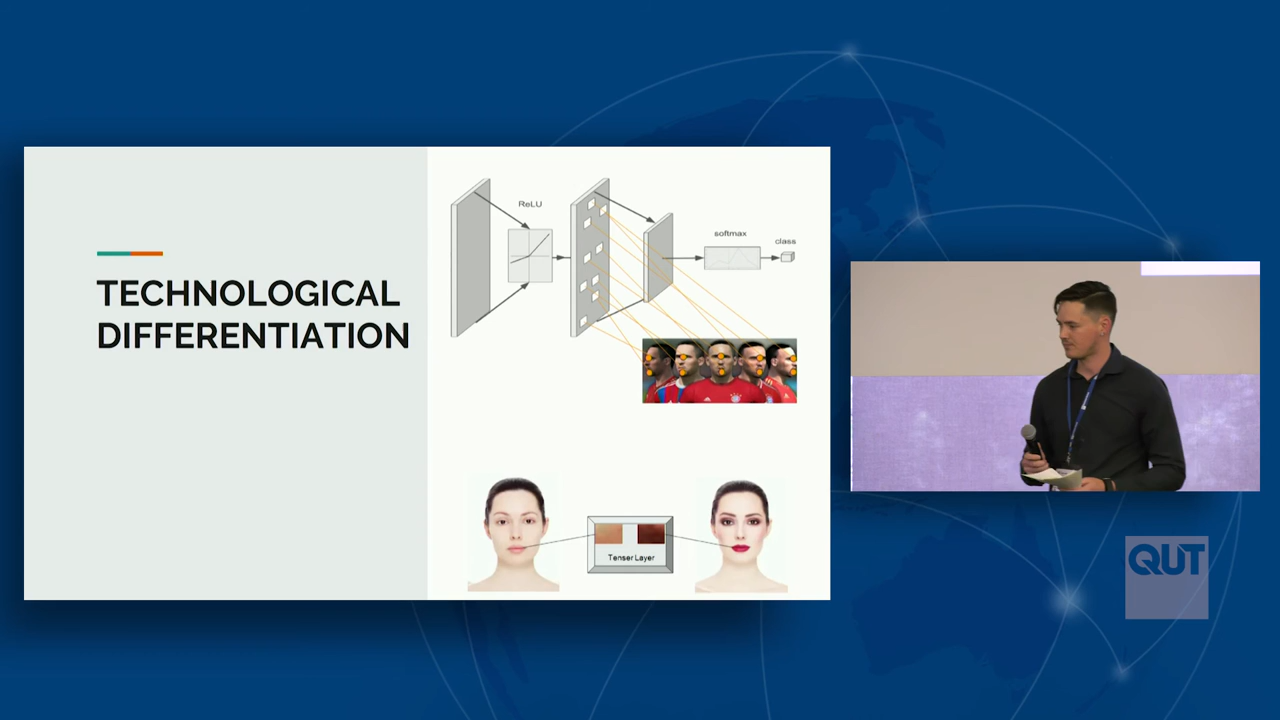 TECHNOLOGICAL
DIFFERENTIATION
ReLU
softmax
class
Tenser Layer
QUT